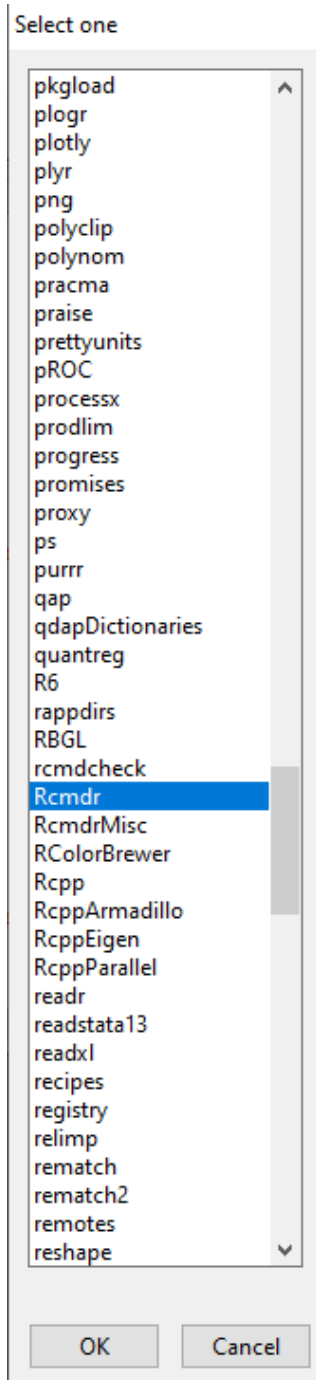 Select one
pkgload
plogr
plotly
plyr
png
polyclip
polynom
pracma
praise
prettyunits
pROC
processx
prodlim
progress
promises
proxy
ps
purrr
qap
qdapDictionaries
quantreg
R6
rappdirs
RBGL
rcmdcheck
Rcmdr
RcmdrMisc
RColorBrewer
Rcpp
RcppArmadillo
RcppEigen
RcppParallel
readr
readstata13
readxl
recipes
registry
relimp
rematch
rematch2
remotes
reshape
OK Cancel